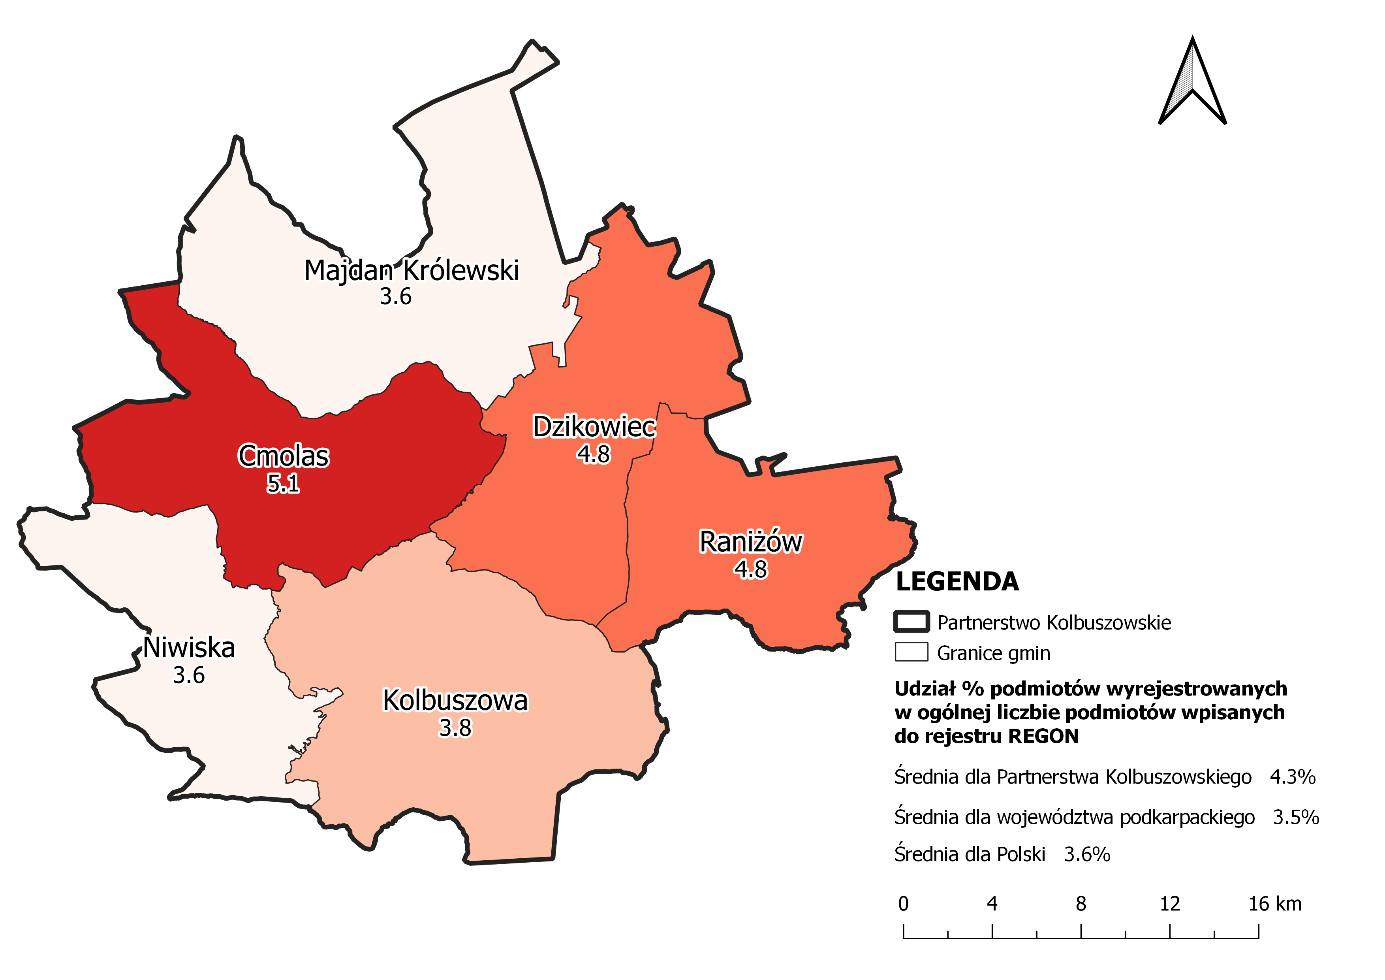 Majdan Królewski
3.6
Dzikowiec
4.8
Cmolas
5.1
Raniżów
4.8
Niwiska
3.6
Kolbuszowa
3.8
LEGENDA
Partnerstwo Kolbuszowskie
Granice gmin
Udział % podmiotów wyrejestrowanych
w ogólnej liczbie podmiotów wpisanych
do rejestru REGON
Średnia dla Partnerstwa Kolbuszowskiego 4.3%
Średnia dla województwa podkarpackiego 3.5%
Średnia dla Polski 3.6%
0 4 8 12 16 km